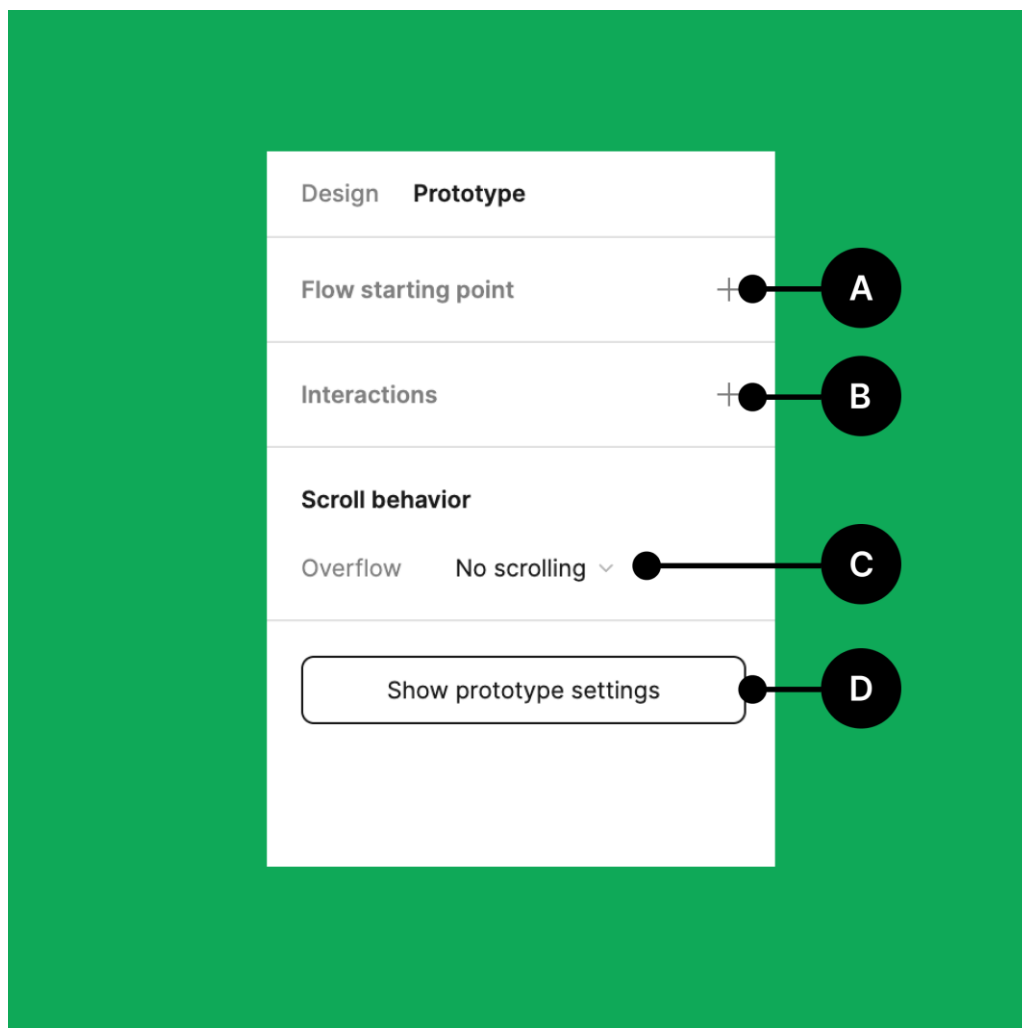 Design Prototype
Flow starting point
A
Interactions
B
Scroll behavior
Overflow No scrolling
C
Show prototype settings
D